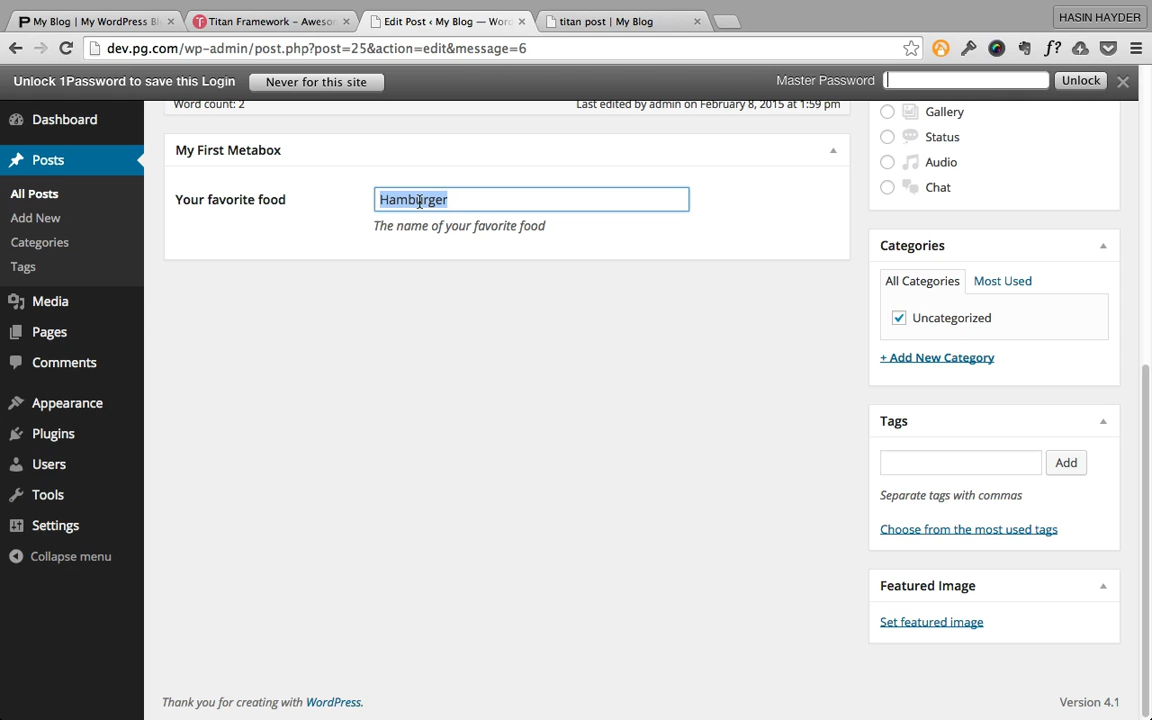 My Blog | My WordPress Bl
Titan Framework – Awesor
Edit Post ‹ My Blog — Word
titan post | My Blog
HASIN HAYDER
dev.pg.com/wp-admin/post.php?post=25&action=edit&message=6
Unlock 1Password to save this Login
Never for this site
Master Password
Unlock
Word count: 2
Last edited by admin on February 8, 2015 at 1:59 pm
Dashboard
Posts
All Posts
Add New
Categories
Tags
Media
Pages
Comments
Appearance
Plugins
Users
Tools
Settings
Collapse menu
My First Metabox
Your favorite food
Hamburger
The name of your favorite food
Gallery
Status
Audio
Chat
Categories
All Categories
Most Used
Uncategorized
+ Add New Category
Tags
Add
Separate tags with commas
Choose from the most used tags
Featured Image
Set featured image
Thank you for creating with WordPress.
Version 4.1